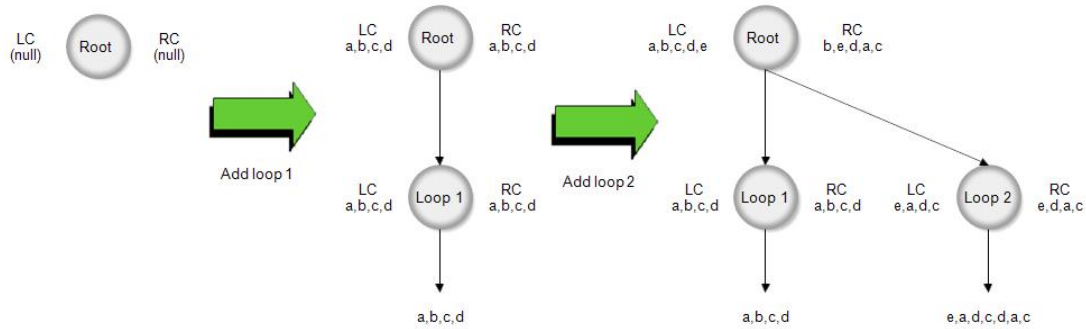 LC
(null)
Root
RC
(null)
Add loop 1
LC
a,b,c,d
Root
RC
a,b,c,d
LC
a,b,c,d
Loop 1
RC
a,b,c,d
a,b,c,d
Add loop 2
LC
a,b,c,d,e
Root
RC
b,e,d,a,c
LC
a,b,c,d
Loop 1
RC
a,b,c,d
a,b,c,d
LC
e,a,d,c
Loop 2
RC
e,d,a,c
e,a,d,c,d,a,c